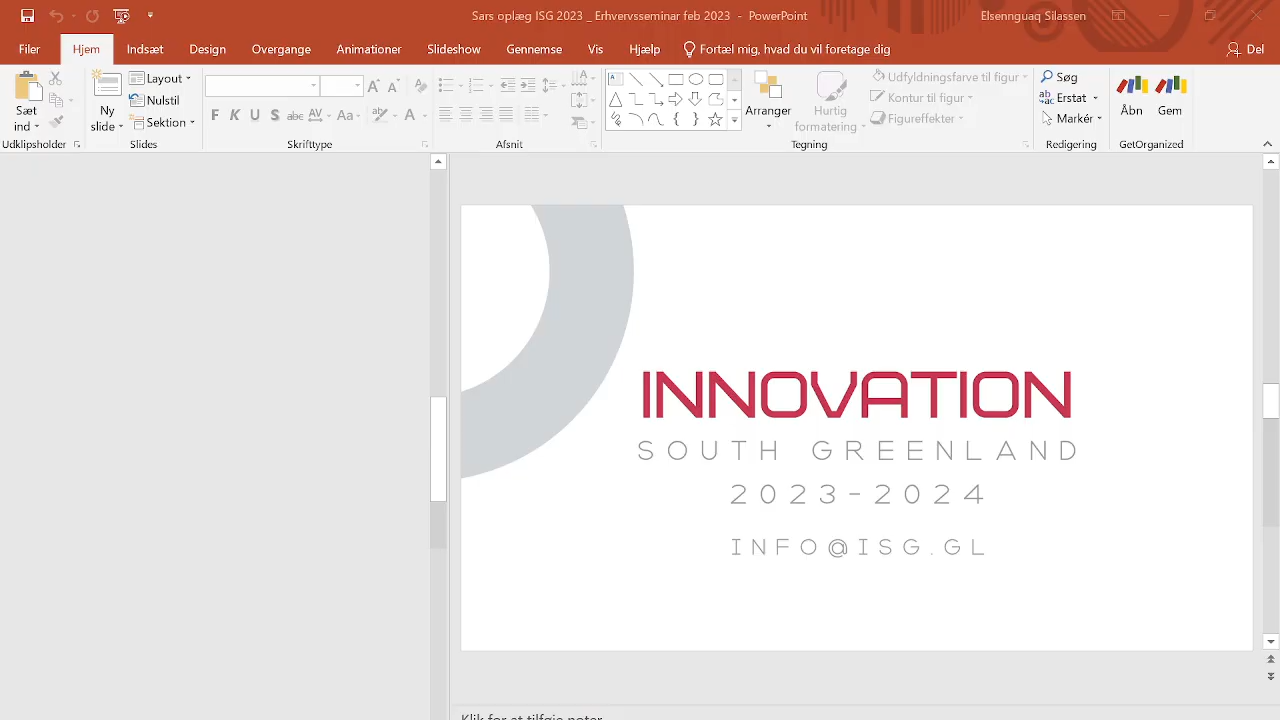 Sars oplæg ISG 2023 _ Erhvervsseminar feb 2023 - PowerPoint
Elsennguaq Silassen
Filer Hjem Indsæt Design Overgange Animationer Slideshow Gennemse Vis Hjælp Fortæl mig, hvad du vil foretage dig Del
Sæt ind
Udklipsholder
Ny slide
Layout
Nulstil
Sektion
Slides
F K U S abc AV Aa A
Skrifttype
Afsnit
Arranger
Hurtig formatering
Udfyldningsfarve til figur
Kontur til figur
Figureffekter
Tegning
Søg
Erstat
Markér
Redigering
Åbn Gem
GetOrganized
INNOVATION
SOUTH GREENLAND
2023-2024
INFO@ISG.GL
Klik for at tilføje noter